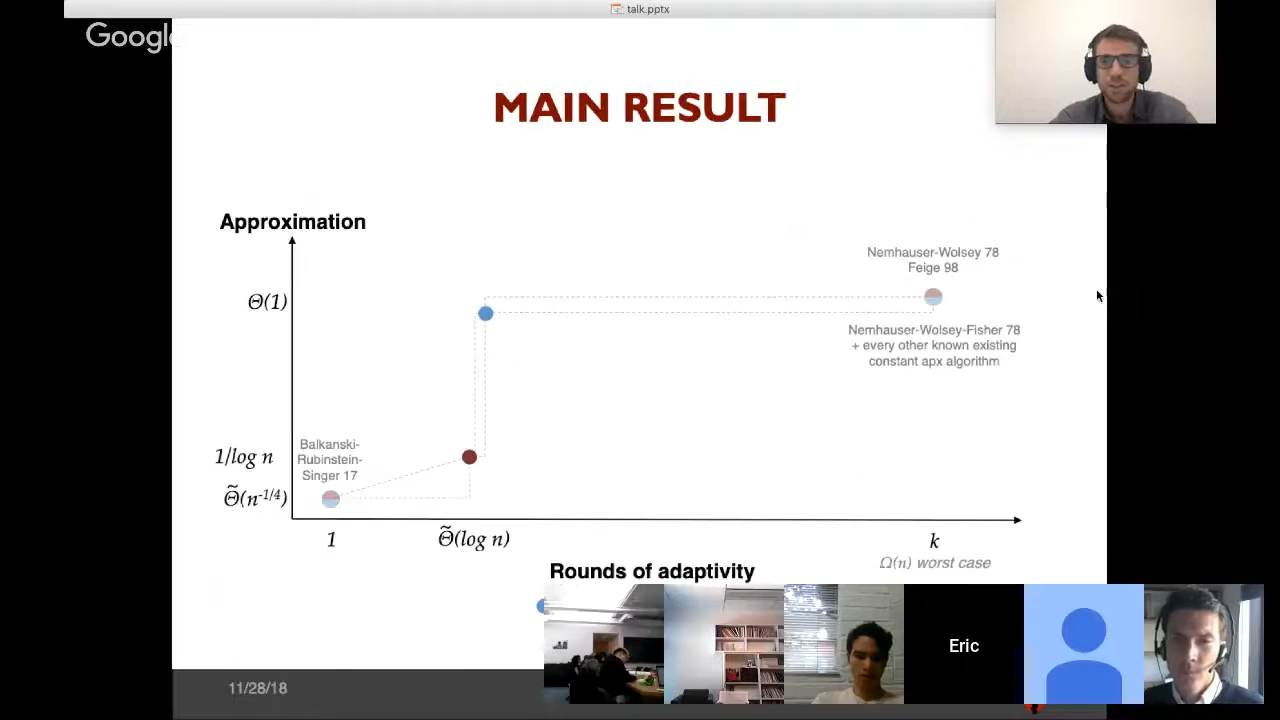 talk.pptx
Google
MAIN RESULT
Approximation
Nemhauser-Wolsey 78
Feige 98
Θ(1)
Nemhauser-Wolsey-Fisher 78
+ every other known existing
constant apx algorithm
Balkanski-
Rubinstein-
Singer 17
1/log n
Θ̃(n⁻¹/⁴)
1
Θ̃(log n)
k
Ω(n) worst case
Rounds of adaptivity
Eric
11/28/18